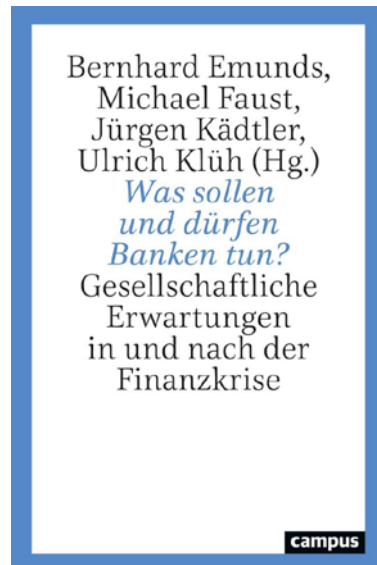 Bernhard Emunds,
Michael Faust,
Jürgen Kädtler,
Ulrich Klüh (Hg.)
Was sollen
und dürfen
Banken tun?
Gesellschaftliche
Erwartungen
in und nach der
Finanzkrise
campus